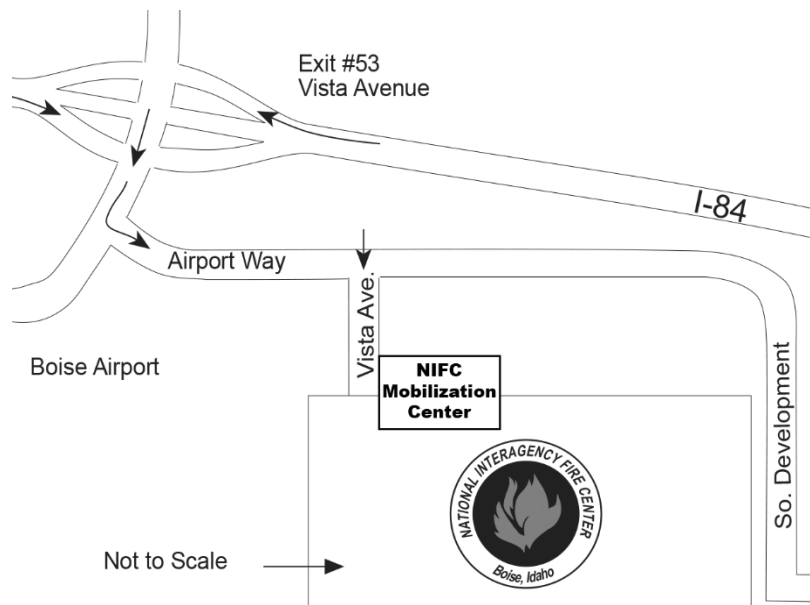 Exit #53
Vista Avenue
I-84
Airport Way
Vista Ave.
Boise Airport
NIFC
Mobilization
Center
So. Development
NATIONAL INTERAGENCY FIRE CENTER
Boise, Idaho
Not to Scale